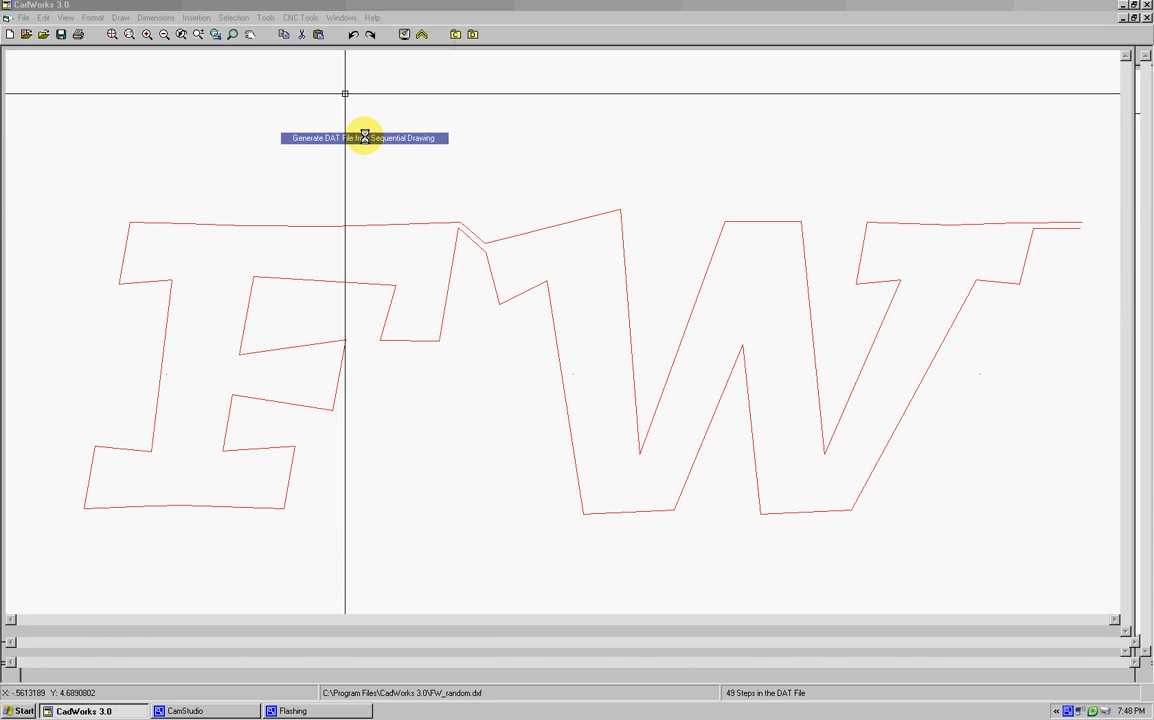 CadWorks 3.0
File Edit View Format Draw Dimensions Insertion Selection Tools CNC Tools Windows Help
Generate DAT File from Sequential Drawing
FW
X: -.5613189 Y: 4.6890802 C:\Program Files\CadWorks 3.0\FW_random.dxf 49 Steps in the DAT File
Start CadWorks 3.0 CamStudio Flashing « 7:48 PM